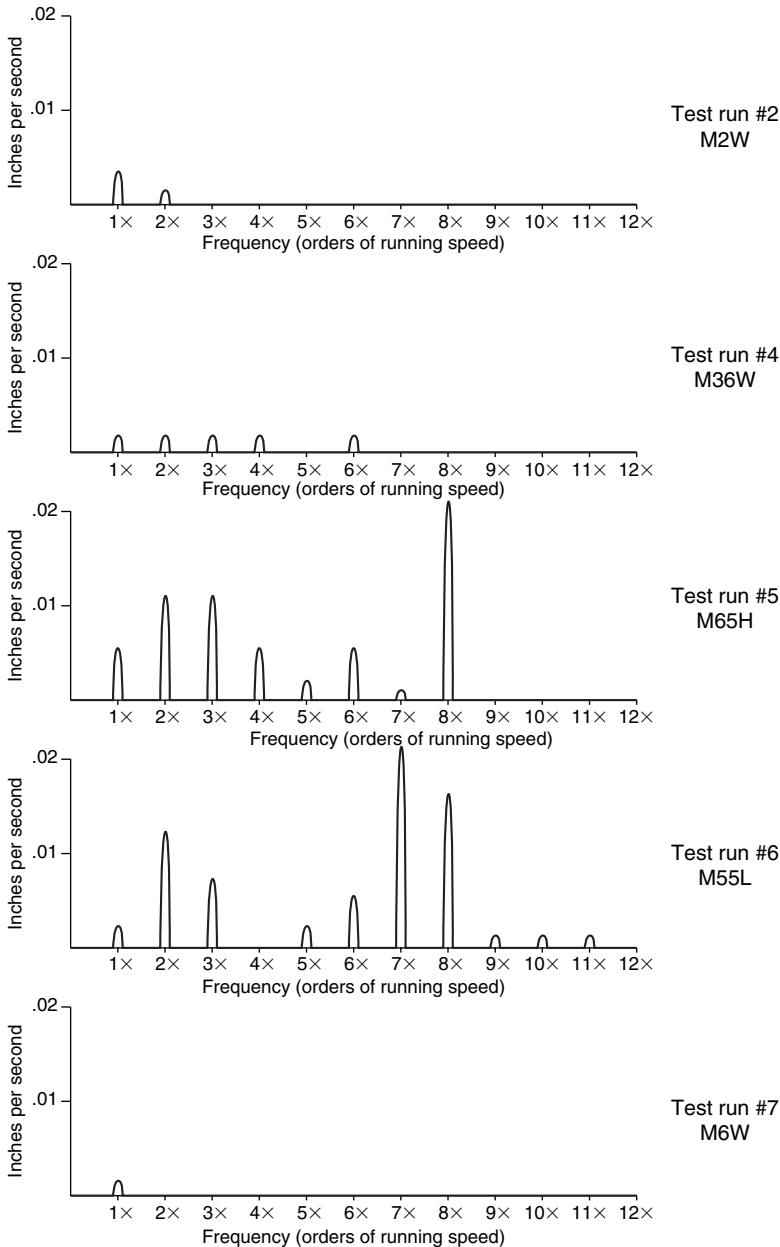 .02
.01
Inches per second
1× 2× 3× 4× 5× 6× 7× 8× 9× 10× 11× 12×
Frequency (orders of running speed)
Test run #2
M2W
.02
.01
Inches per second
1× 2× 3× 4× 5× 6× 7× 8× 9× 10× 11× 12×
Frequency (orders of running speed)
Test run #4
M36W
.02
.01
Inches per second
1× 2× 3× 4× 5× 6× 7× 8× 9× 10× 11× 12×
Frequency (orders of running speed)
Test run #5
M65H
.02
.01
Inches per second
1× 2× 3× 4× 5× 6× 7× 8× 9× 10× 11× 12×
Frequency (orders of running speed)
Test run #6
M55L
.02
.01
Inches per second
1× 2× 3× 4× 5× 6× 7× 8× 9× 10× 11× 12×
Frequency (orders of running speed)
Test run #7
M6W